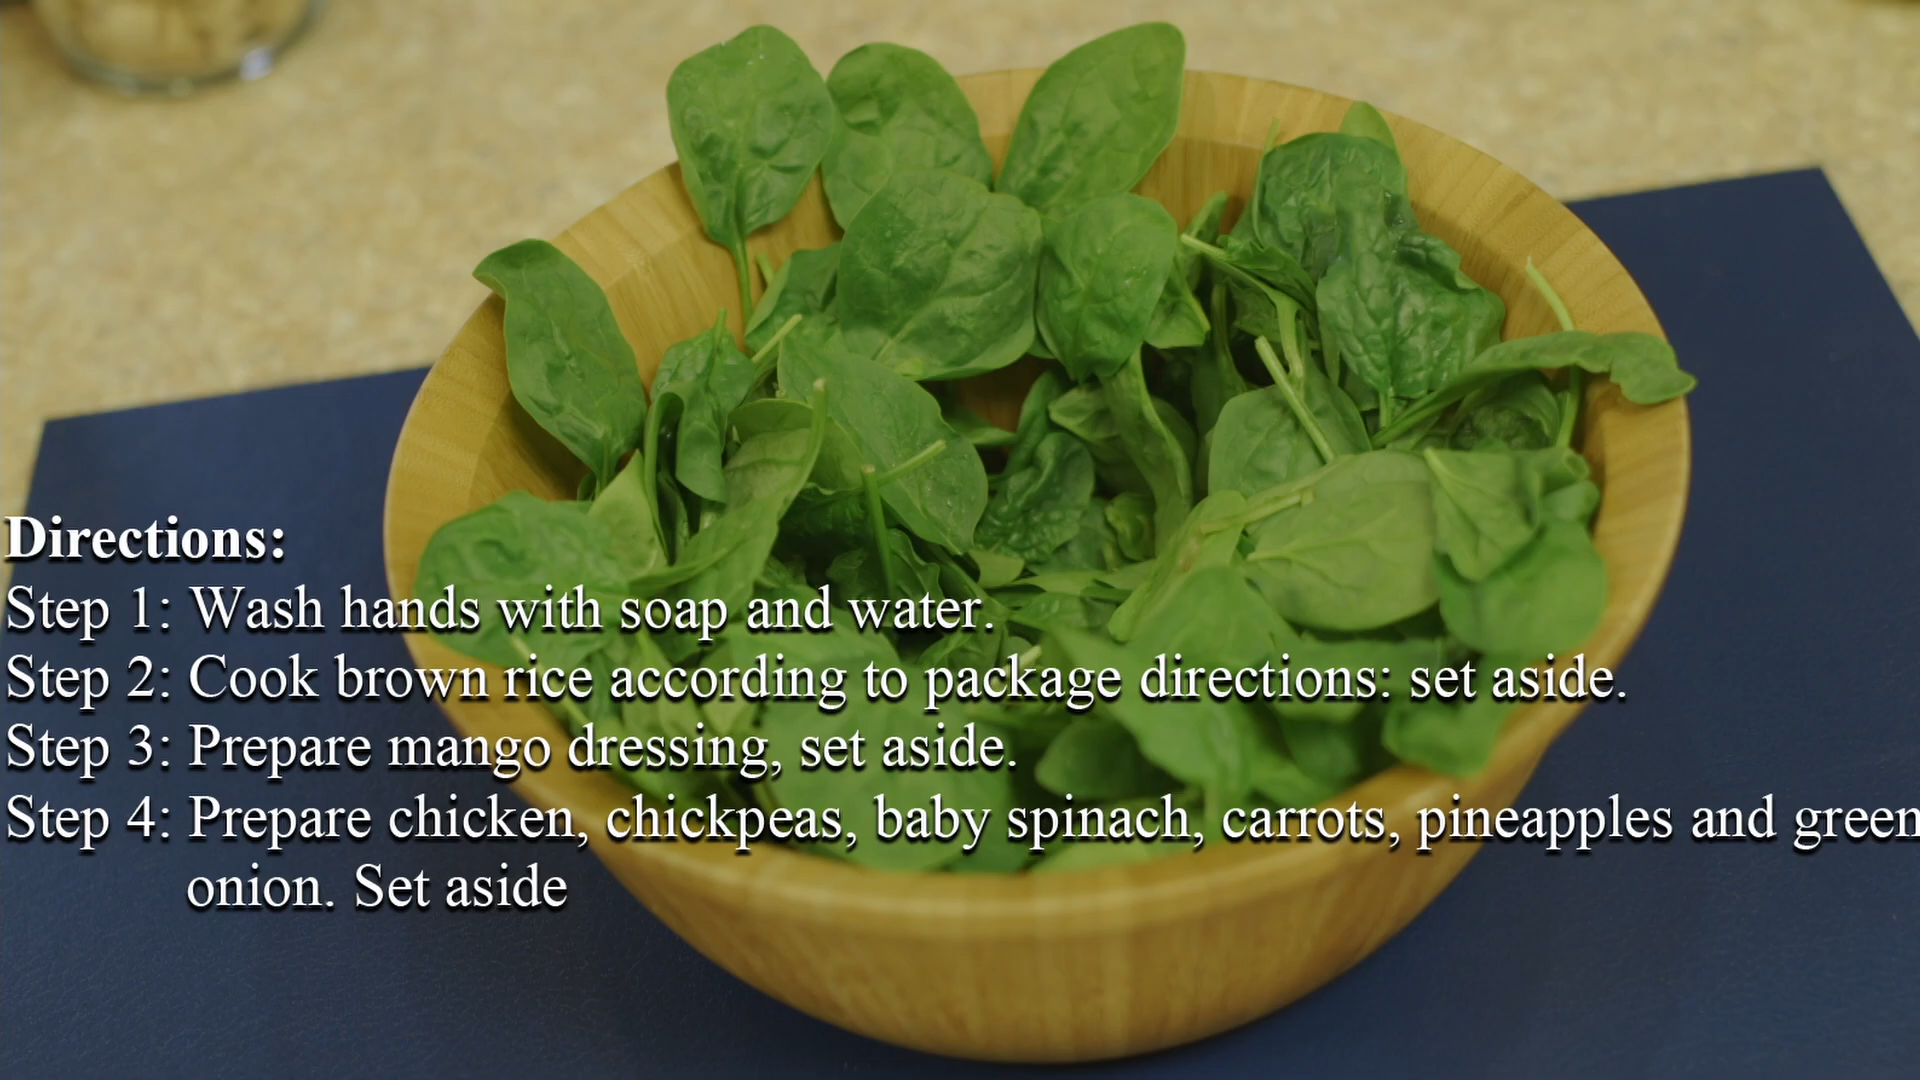 Directions:
Step 1: Wash hands with soap and water.
Step 2: Cook brown rice according to package directions: set aside.
Step 3: Prepare mango dressing, set aside.
Step 4: Prepare chicken, chickpeas, baby spinach, carrots, pineapples and green
onion. Set aside